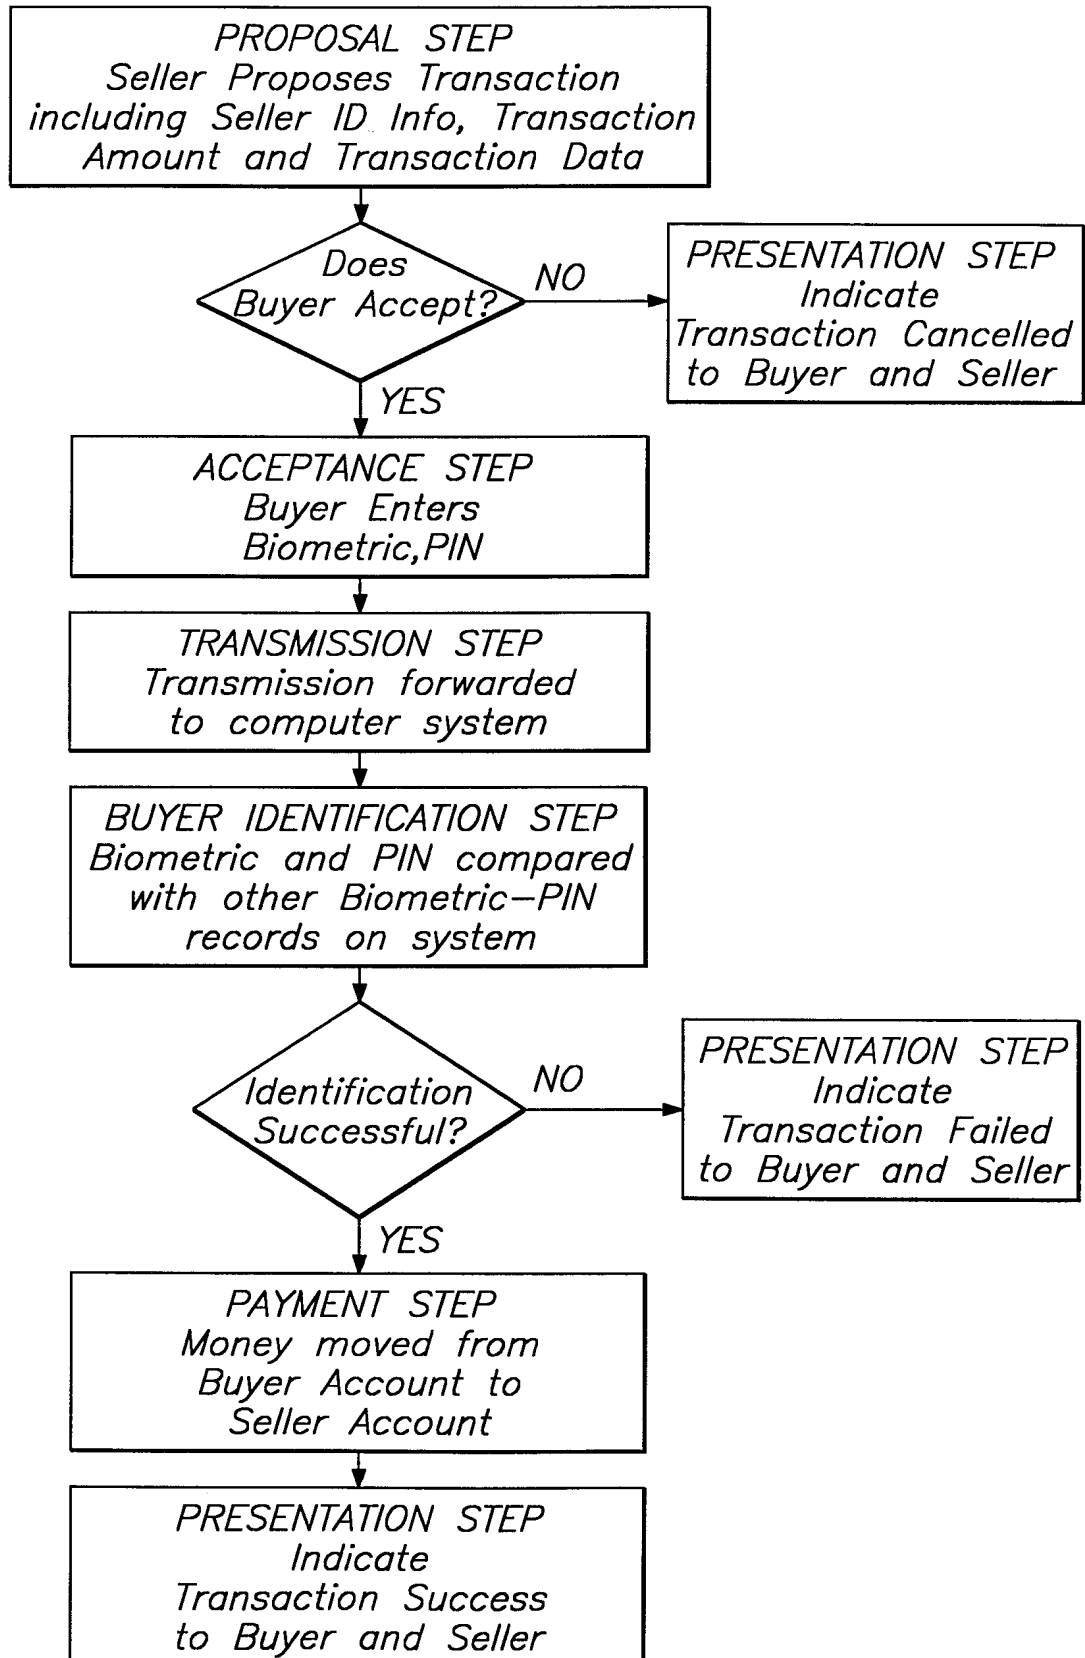 PROPOSAL STEP
Seller Proposes Transaction
including Seller ID Info, Transaction
Amount and Transaction Data
Does
Buyer Accept?
NO
PRESENTATION STEP
Indicate
Transaction Cancelled
to Buyer and Seller
YES
ACCEPTANCE STEP
Buyer Enters
Biometric,PIN
TRANSMISSION STEP
Transmission forwarded
to computer system
BUYER IDENTIFICATION STEP
Biometric and PIN compared
with other Biometric–PIN
records on system
Identification
Successful?
NO
PRESENTATION STEP
Indicate
Transaction Failed
to Buyer and Seller
YES
PAYMENT STEP
Money moved from
Buyer Account to
Seller Account
PRESENTATION STEP
Indicate
Transaction Success
to Buyer and Seller